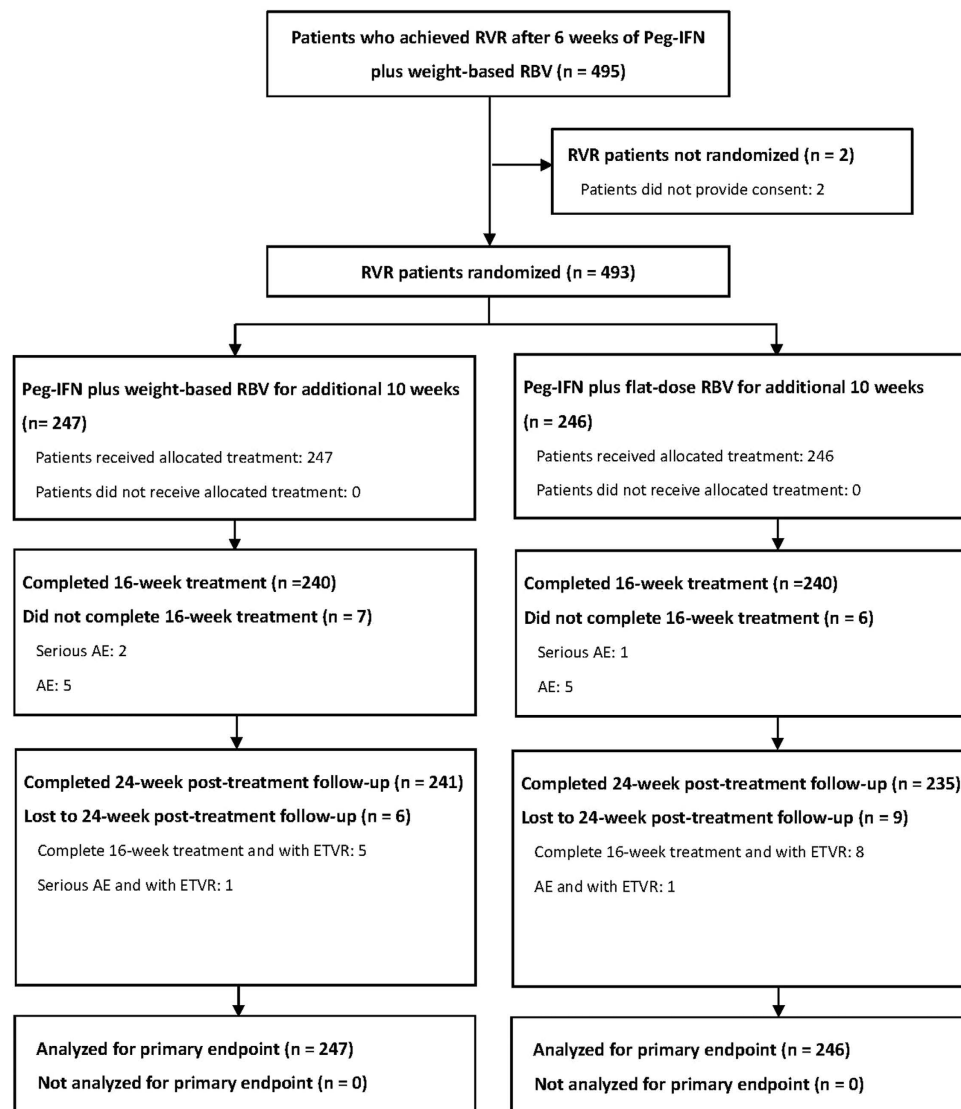 Patients who achieved RVR after 6 weeks of Peg-IFN
plus weight-based RBV (n = 495)
RVR patients not randomized (n = 2)
Patients did not provide consent: 2
RVR patients randomized (n = 493)
Peg-IFN plus weight-based RBV for additional 10 weeks
(n= 247)
Patients received allocated treatment: 247
Patients did not receive allocated treatment: 0
Peg-IFN plus flat-dose RBV for additional 10 weeks
(n = 246)
Patients received allocated treatment: 246
Patients did not receive allocated treatment: 0
Completed 16-week treatment (n =240)
Did not complete 16-week treatment (n = 7)
Serious AE: 2
AE: 5
Completed 16-week treatment (n =240)
Did not complete 16-week treatment (n = 6)
Serious AE: 1
AE: 5
Completed 24-week post-treatment follow-up (n = 241)
Lost to 24-week post-treatment follow-up (n = 6)
Complete 16-week treatment and with ETVR: 5
Serious AE and with ETVR: 1
Completed 24-week post-treatment follow-up (n = 235)
Lost to 24-week post-treatment follow-up (n = 9)
Complete 16-week treatment and with ETVR: 8
AE and with ETVR: 1
Analyzed for primary endpoint (n = 247)
Not analyzed for primary endpoint (n = 0)
Analyzed for primary endpoint (n = 246)
Not analyzed for primary endpoint (n = 0)